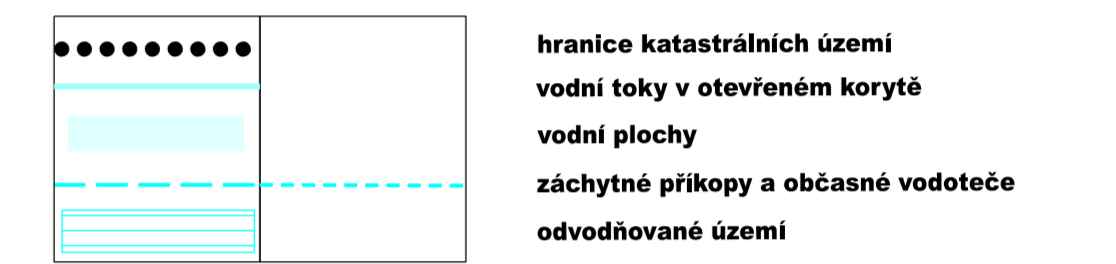 hranice katastrálních území
vodní toky v otevřeném korytě
vodní plochy
záchytné příkopy a občasné vodoteče
odvodňované území